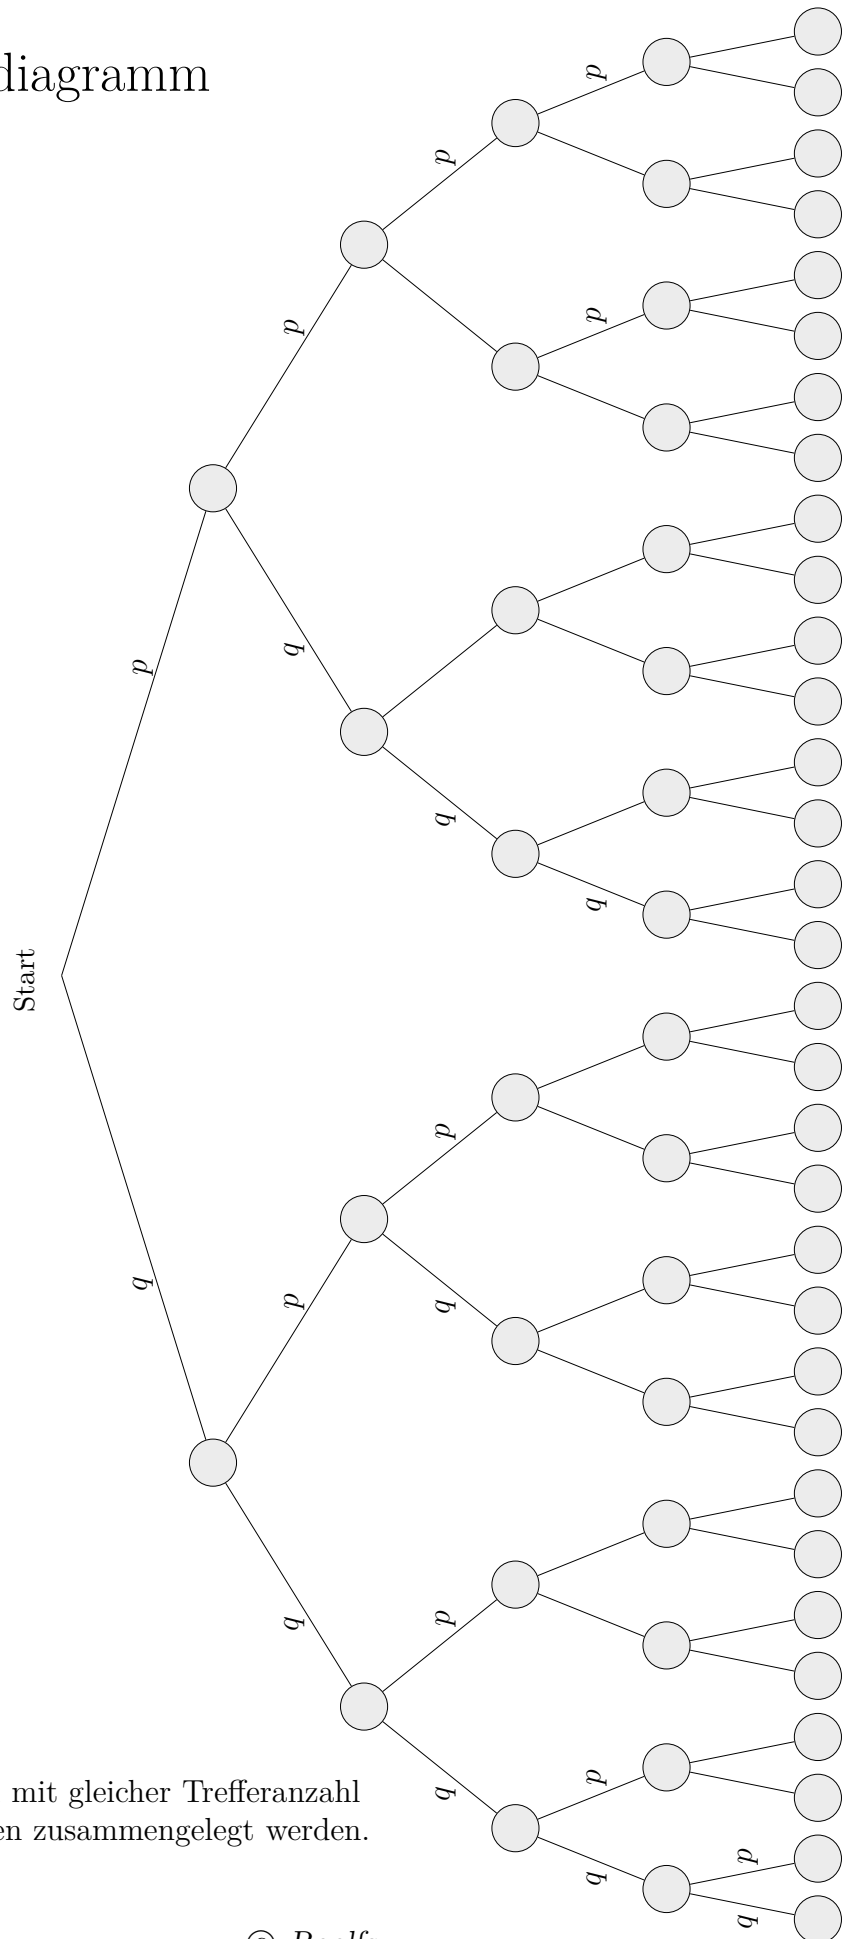 diagramm
p
p
p
p
q
p
q
q
Start
p
q
p
q
p
q
p
q
mit gleicher Trefferanzahl
en zusammengelegt werden.
p
q
q
©